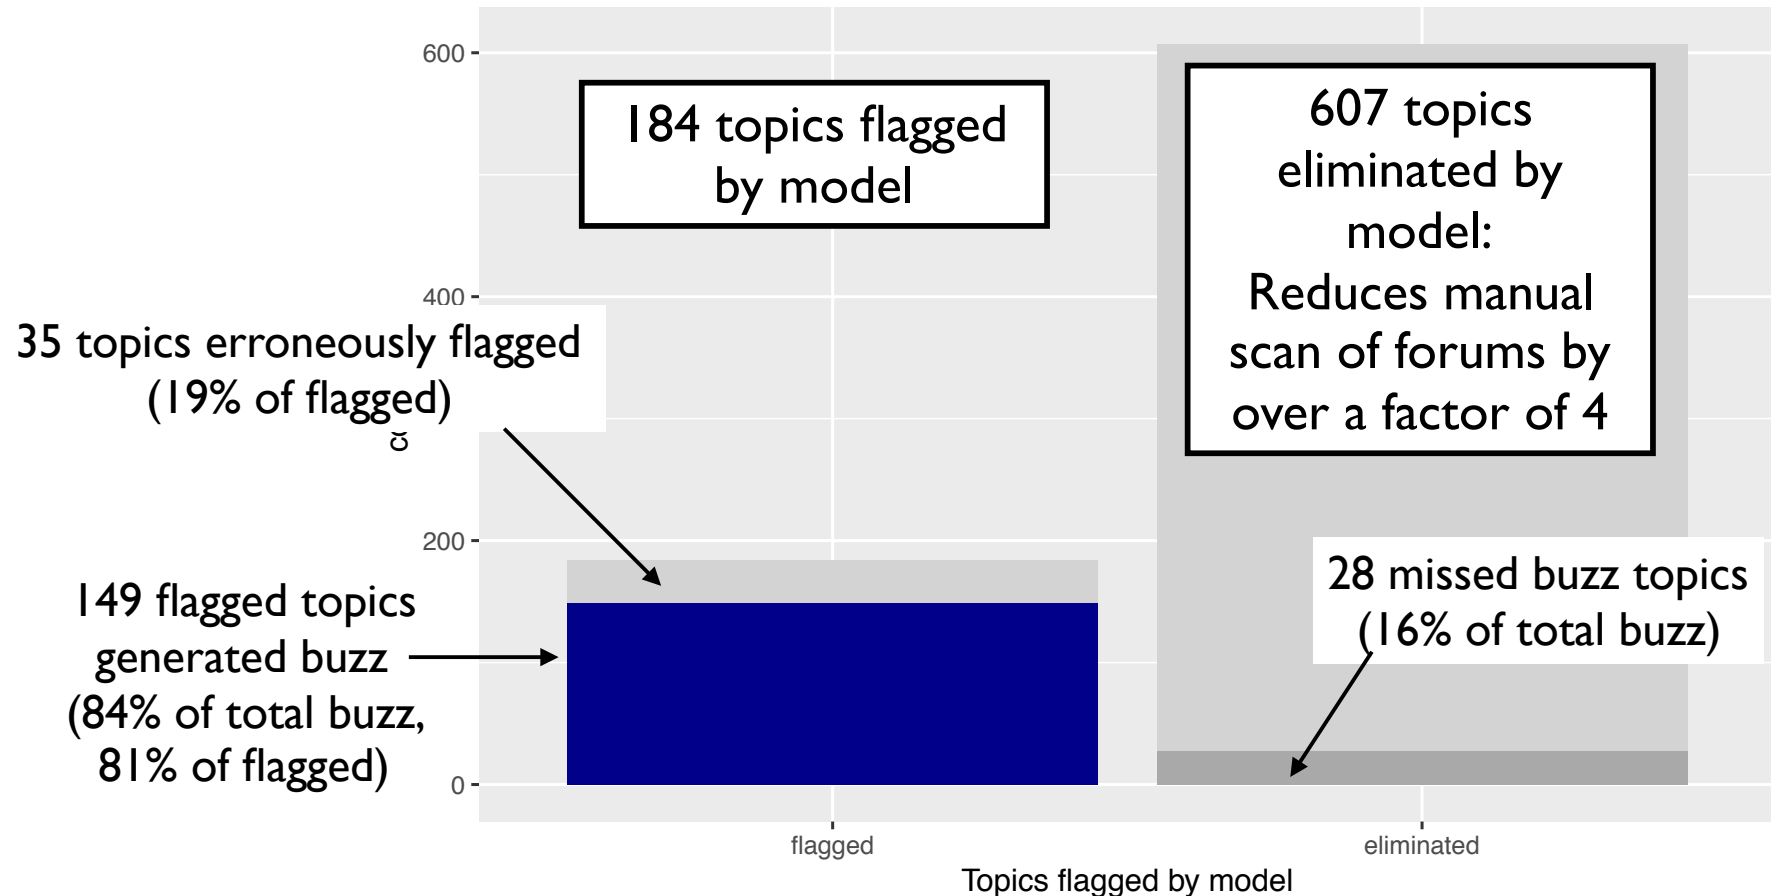 600
400
200
0
184 topics flagged
by model
607 topics
eliminated by
model:
Reduces manual
scan of forums by
over a factor of 4
35 topics erroneously flagged
(19% of flagged)
149 flagged topics
generated buzz
(84% of total buzz,
81% of flagged)
28 missed buzz topics
(16% of total buzz)
flagged
eliminated
Topics flagged by model